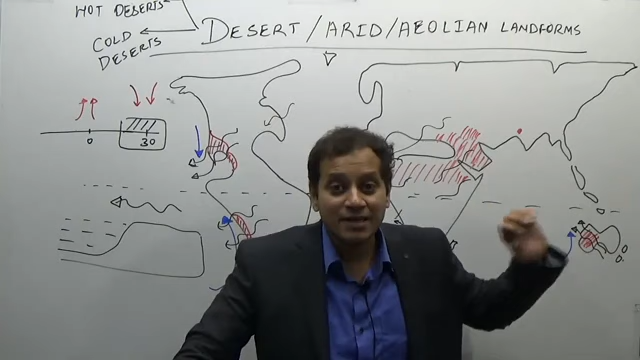 HOT DESERTS
COLD DESERTS
DESERT/ARID/AEOLIAN LANDFORMS
0 30